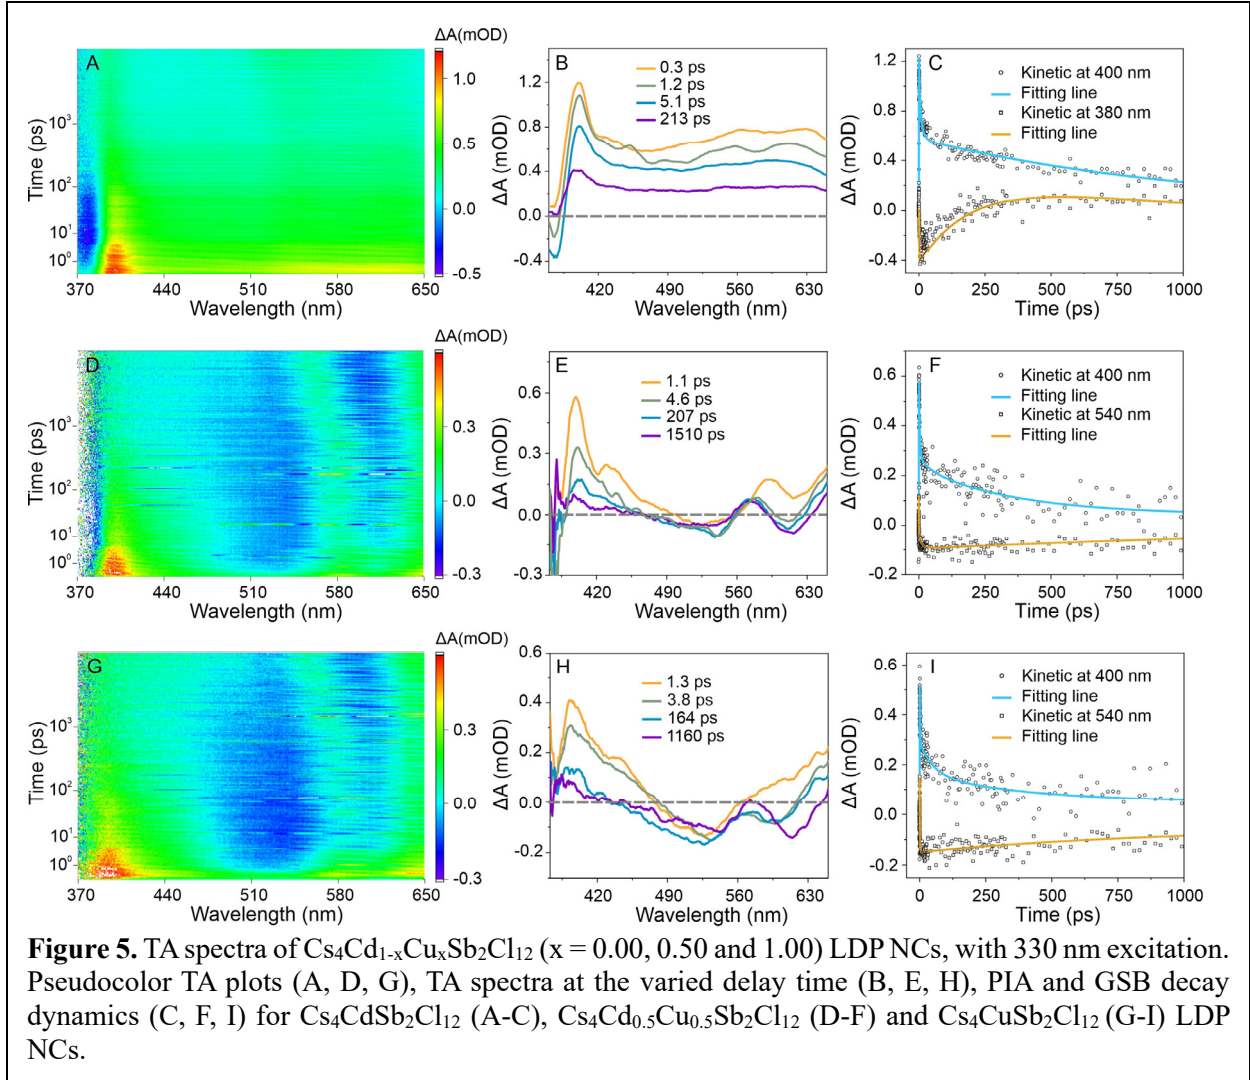 ΔA(mOD)
A
1.0
0.5
0.0
-0.5
10³
10²
10¹
10⁰
Time (ps)
370 440 510 580 650
Wavelength (nm)
B
0.3 ps
1.2 ps
5.1 ps
213 ps
1.2
0.8
0.4
0.0
-0.4
ΔA (mOD)
420 490 560 630
Wavelength (nm)
C
Kinetic at 400 nm
Fitting line
Kinetic at 380 nm
Fitting line
1.2
0.8
0.4
0.0
-0.4
ΔA (mOD)
0 250 500 750 1000
Time (ps)
ΔA(mOD)
D
0.3
0.0
-0.3
10³
10²
10¹
10⁰
Time (ps)
370 440 510 580 650
Wavelength (nm)
E
1.1 ps
4.6 ps
207 ps
1510 ps
0.6
0.3
0.0
-0.3
ΔA (mOD)
420 490 560 630
Wavelength (nm)
F
Kinetic at 400 nm
Fitting line
Kinetic at 540 nm
Fitting line
0.6
0.4
0.2
0.0
-0.2
ΔA (mOD)
0 250 500 750 1000
Time (ps)
ΔA(mOD)
G
0.3
0.0
-0.3
10³
10²
10¹
10⁰
Time (ps)
370 440 510 580 650
Wavelength (nm)
H
1.3 ps
3.8 ps
164 ps
1160 ps
0.6
0.4
0.2
0.0
-0.2
ΔA (mOD)
420 490 560 630
Wavelength (nm)
I
Kinetic at 400 nm
Fitting line
Kinetic at 540 nm
Fitting line
0.6
0.4
0.2
0.0
-0.2
ΔA (mOD)
0 250 500 750 1000
Time (ps)
Figure 5. TA spectra of Cs₄Cd₁₋ₓCuₓSb₂Cl₁₂ (x = 0.00, 0.50 and 1.00) LDP NCs, with 330 nm excitation.
Pseudocolor TA plots (A, D, G), TA spectra at the varied delay time (B, E, H), PIA and GSB decay
dynamics (C, F, I) for Cs₄CdSb₂Cl₁₂ (A-C), Cs₄Cd₀.₅Cu₀.₅Sb₂Cl₁₂ (D-F) and Cs₄CuSb₂Cl₁₂ (G-I) LDP
NCs.